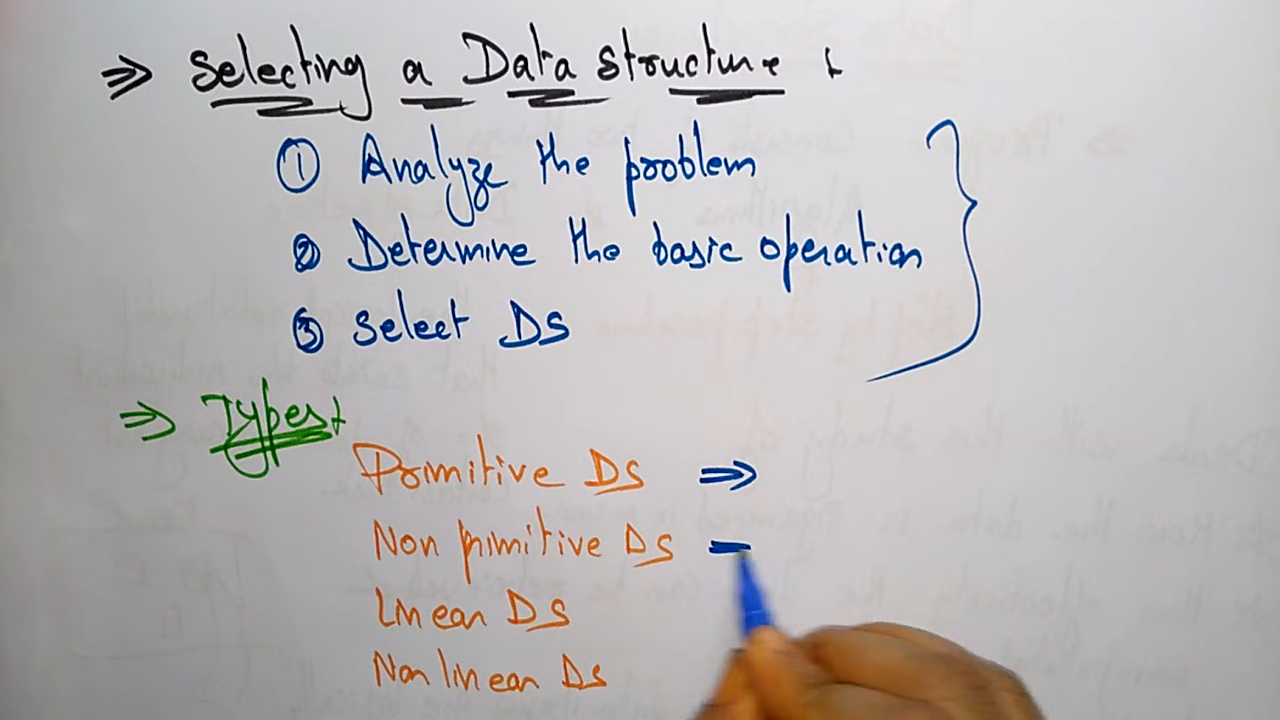 ⇒ Selecting a Data structure :
① Analyze the problem
② Determine the basic operation
③ Select DS
⇒ Types:
Primitive DS ⇒
Non primitive DS =
Linear DS
Non linear DS